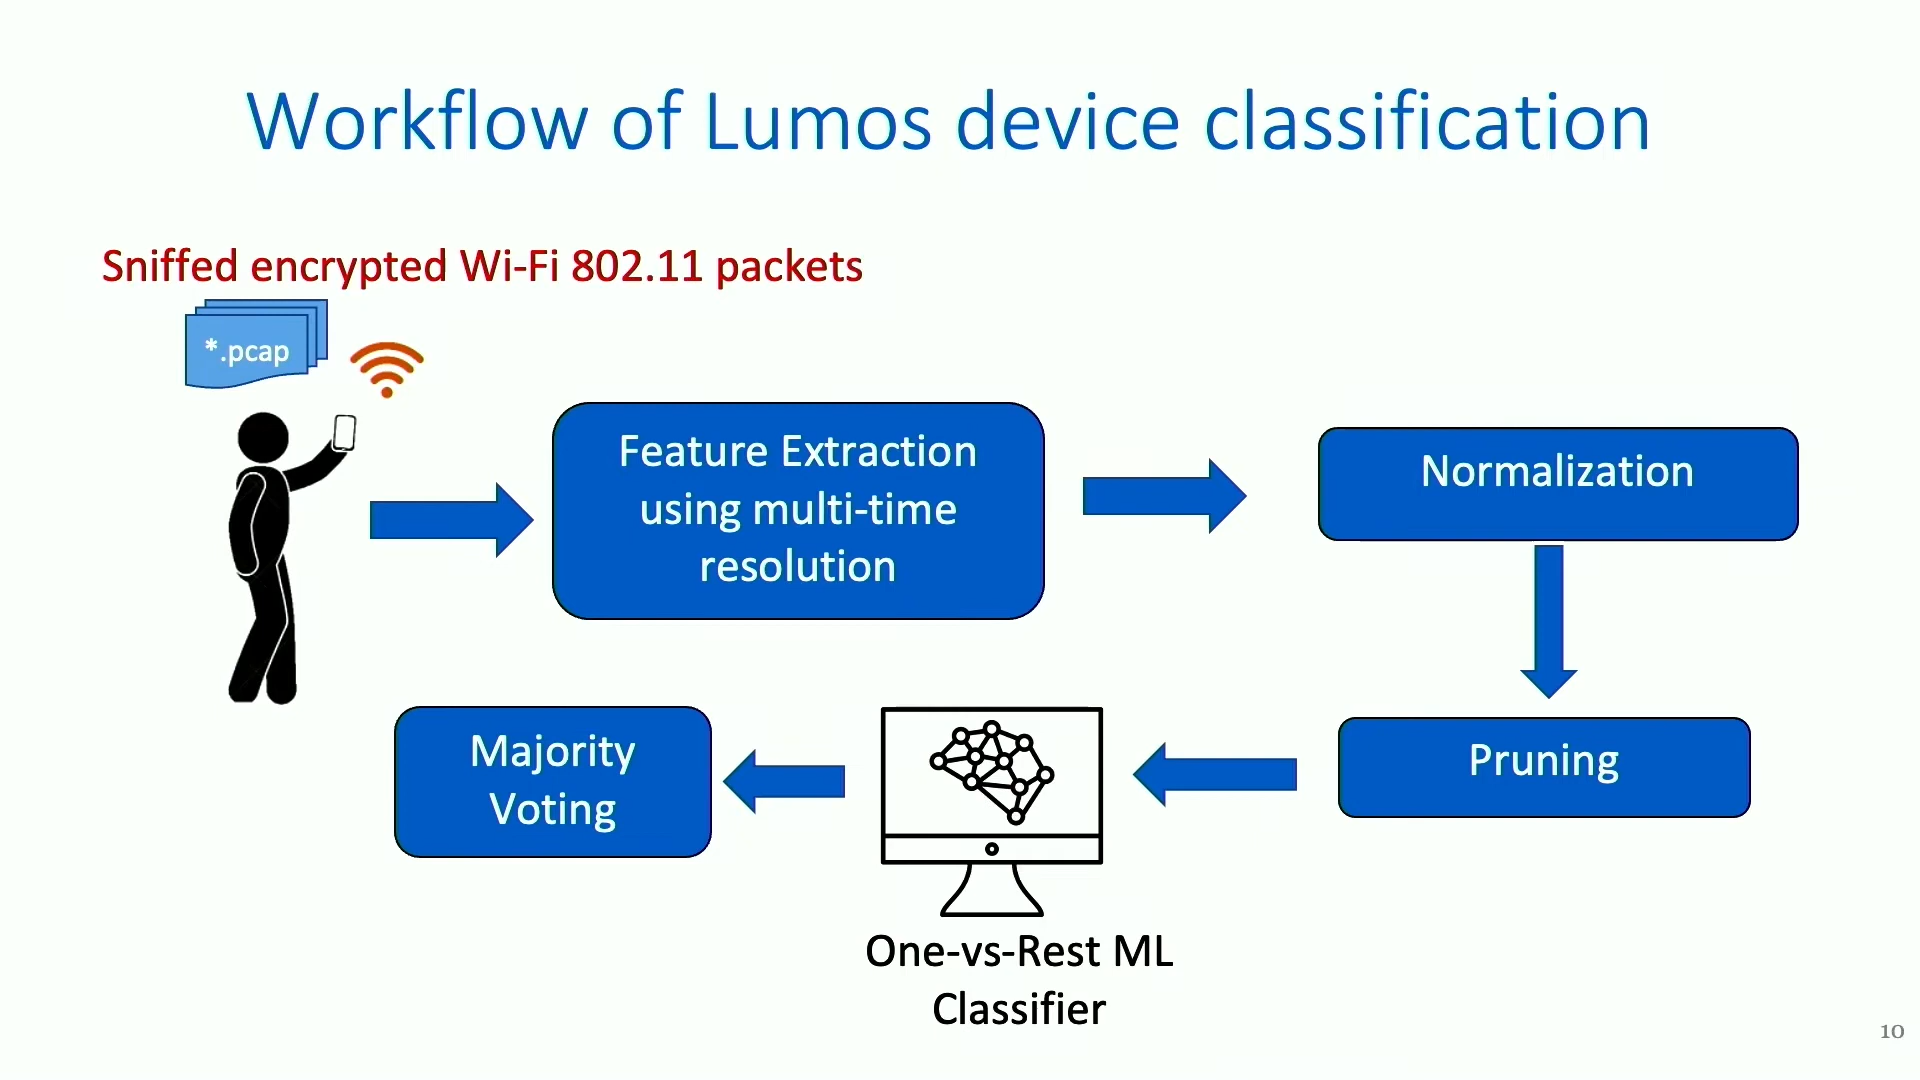 Workflow of Lumos device classification
Sniffed encrypted Wi-Fi 802.11 packets
*.pcap
Feature Extraction
using multi-time
resolution
Normalization
Pruning
One-vs-Rest ML
Classifier
Majority
Voting
10